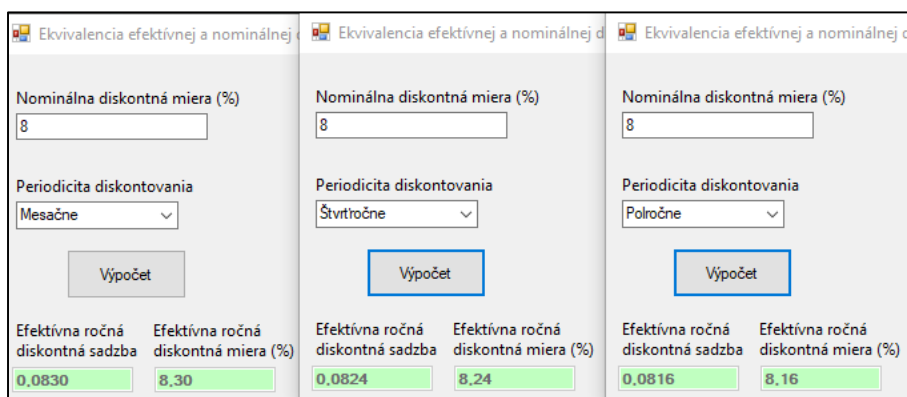 Ekvivalencia efektívnej a nominálnej
Nominálna diskontná miera (%)
8
Periodicita diskontovania
Mesačne
Výpočet
Efektívna ročná
diskontná sadzba
Efektívna ročná
diskontná miera (%)
0,0830
8,30
Ekvivalencia efektívnej a nominálnej d
Nominálna diskontná miera (%)
8
Periodicita diskontovania
Štvrťročne
Výpočet
Efektívna ročná
diskontná sadzba
Efektívna ročná
diskontná miera (%)
0,0824
8,24
Ekvivalencia efektívnej a nominálnej
Nominálna diskontná miera (%)
8
Periodicita diskontovania
Polročne
Výpočet
Efektívna ročná
diskontná sadzba
Efektívna ročná
diskontná miera (%)
0,0816
8,16